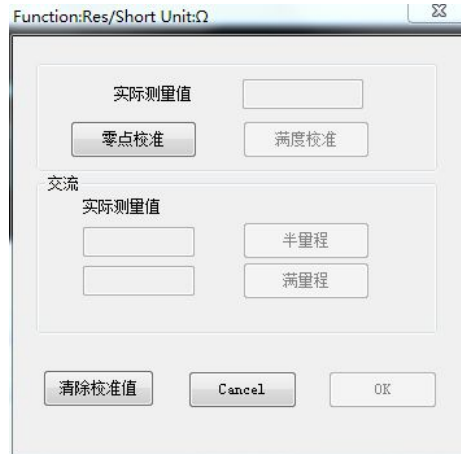 Function:Res/Short Unit:Ω
实际测量值
零点校准 满度校准
交流
实际测量值
半量程
满量程
清除校准值 Cancel OK